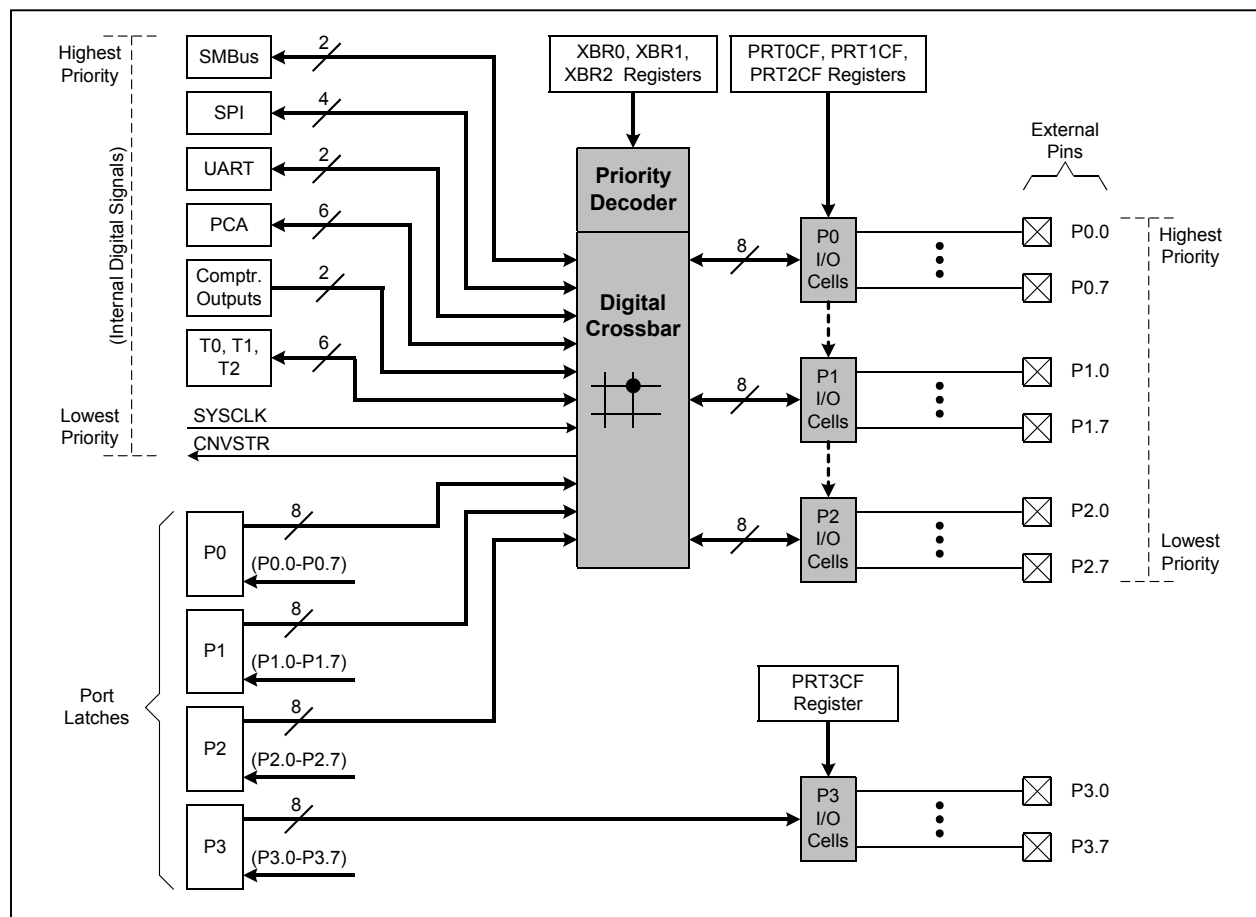 Highest
Priority
(Internal Digital Signals)
Lowest
Priority
SMBus
2
SPI
4
UART
2
PCA
6
Comptr.
Outputs
2
T0, T1,
T2
6
SYSCLK
CNVSTR
XBR0, XBR1,
XBR2 Registers
PRT0CF, PRT1CF,
PRT2CF Registers
Priority
Decoder
Digital
Crossbar
External
Pins
8
P0
I/O
Cells
P0.0
P0.7
Highest
Priority
8
P1
I/O
Cells
P1.0
P1.7
8
P2
I/O
Cells
P2.0
P2.7
Lowest
Priority
Port
Latches
P0
8
(P0.0-P0.7)
P1
8
(P1.0-P1.7)
P2
8
(P2.0-P2.7)
P3
8
(P3.0-P3.7)
PRT3CF
Register
P3
I/O
Cells
P3.0
P3.7